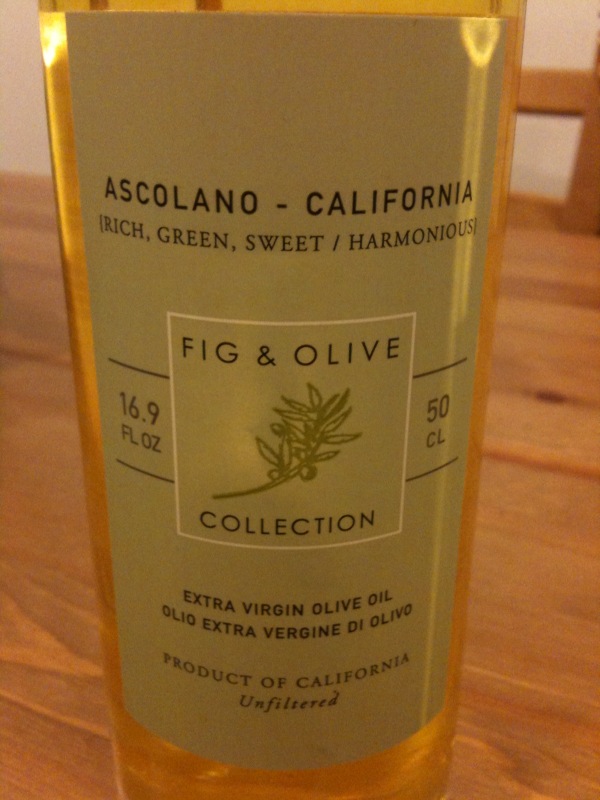 ASCOLANO - CALIFORNIA
[RICH, GREEN, SWEET / HARMONIOUS]
FIG & OLIVE
16.9
FL OZ
50
CL
COLLECTION
EXTRA VIRGIN OLIVE OIL
OLIO EXTRA VERGINE DI OLIVO
PRODUCT OF CALIFORNIA
Unfiltered